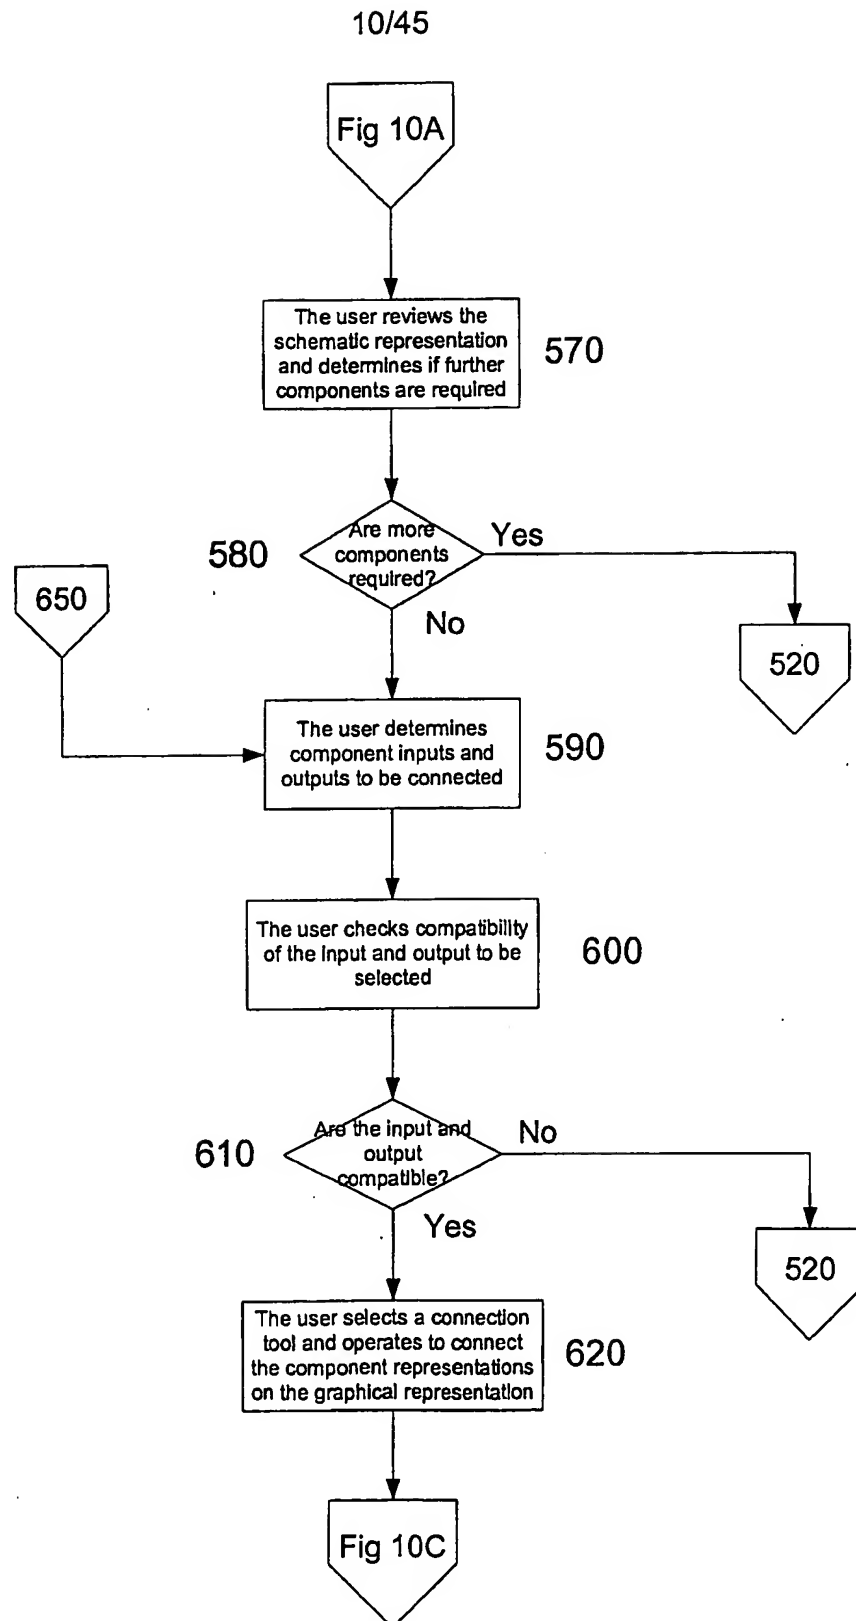 10/45
Fig 10A
The user reviews the
schematic representation
and determines if further
components are required
570
Are more
components
required?
580
Yes
No
650
520
The user determines
component inputs and
outputs to be connected
590
The user checks compatibility
of the input and output to be
selected
600
Are the input and
output
compatible?
610
No
Yes
520
The user selects a connection
tool and operates to connect
the component representations
on the graphical representation
620
Fig 10C